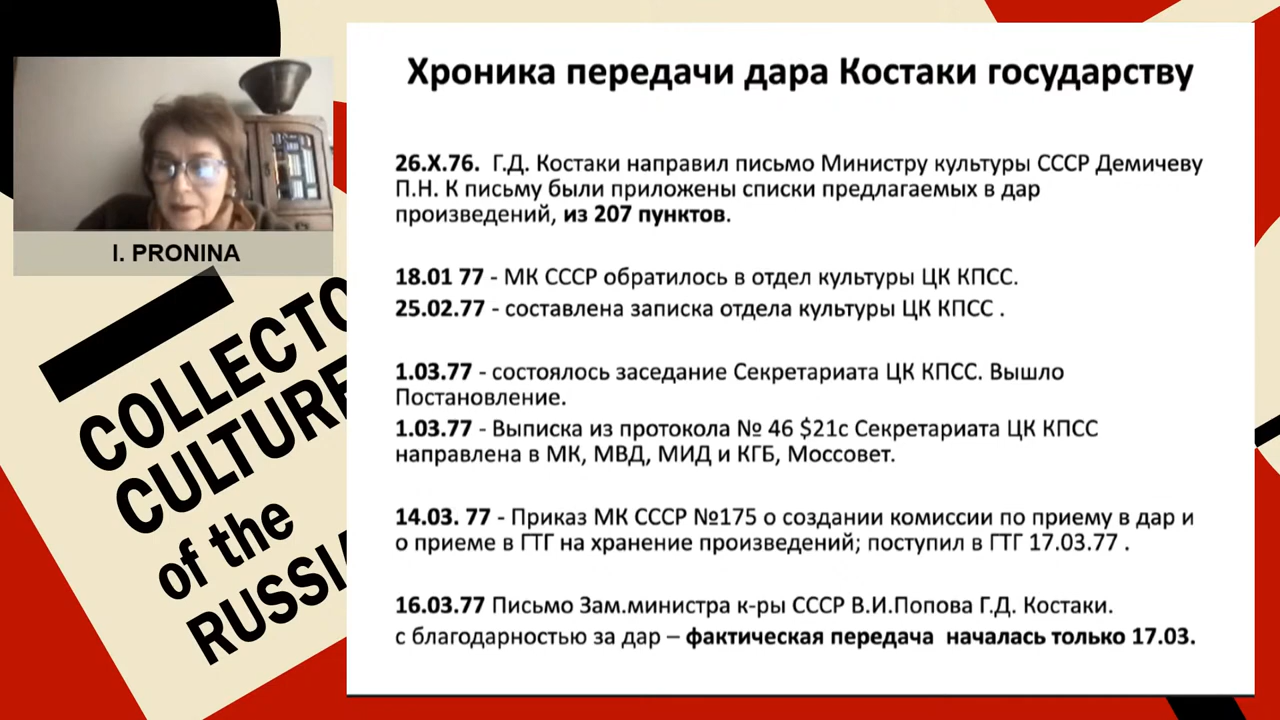 Хроника передачи дара Костаки государству
26.X.76. Г.Д. Костаки направил письмо Министру культуры СССР Демичеву
П.Н. К письму были приложены списки предлагаемых в дар
произведений, из 207 пунктов.
18.01 77 - МК СССР обратилось в отдел культуры ЦК КПСС.
25.02.77 - составлена записка отдела культуры ЦК КПСС .
1.03.77 - состоялось заседание Секретариата ЦК КПСС. Вышло
Постановление.
1.03.77 - Выписка из протокола № 46 $21с Секретариата ЦК КПСС
направлена в МК, МВД, МИД и КГБ, Моссовет.
14.03. 77 - Приказ МК СССР №175 о создании комиссии по приему в дар и
о приеме в ГТГ на хранение произведений; поступил в ГТГ 17.03.77 .
16.03.77 Письмо Зам.министра к-ры СССР В.И.Попова Г.Д. Костаки.
с благодарностью за дар – фактическая передача началась только 17.03.
I. PRONINA
COLLECTO
CULTURE
of the
RUSSIA